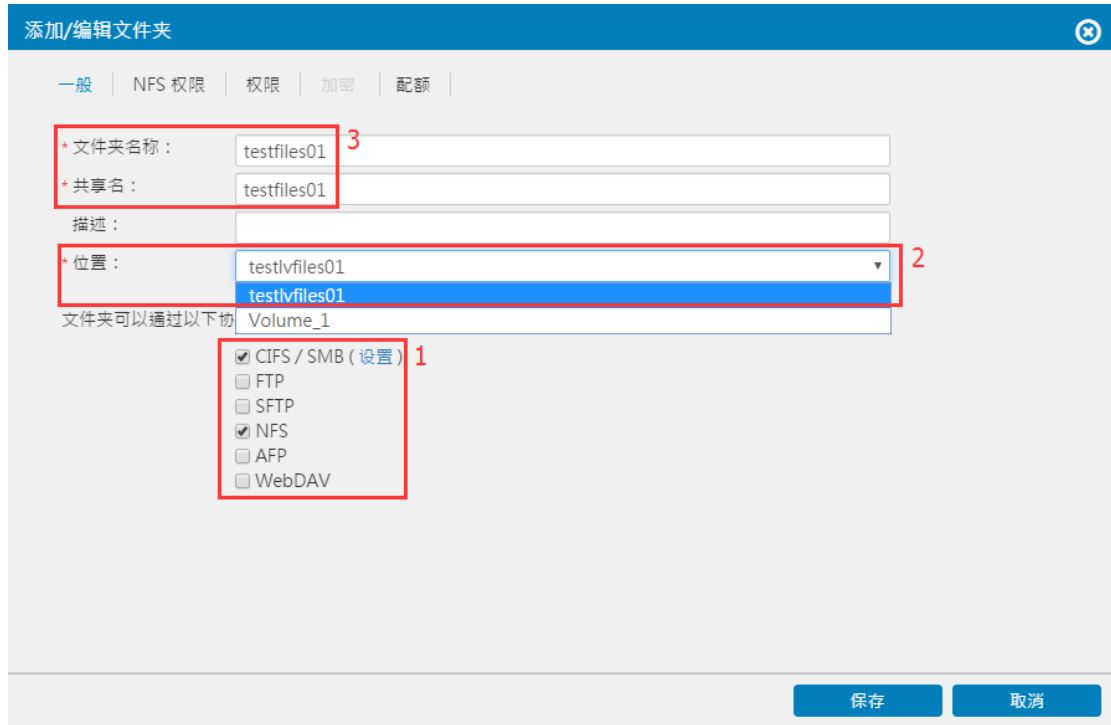 添加/编辑文件夹
一般 NFS 权限 权限 加密 配额
* 文件夹名称： testfiles01 3
* 共享名： testfiles01
描述：
* 位置： testlvfiles01 2
testlvfiles01
文件夹可以通过以下协 Volume_1
CIFS / SMB ( 设置 ) 1
FTP
SFTP
NFS
AFP
WebDAV
保存 取消